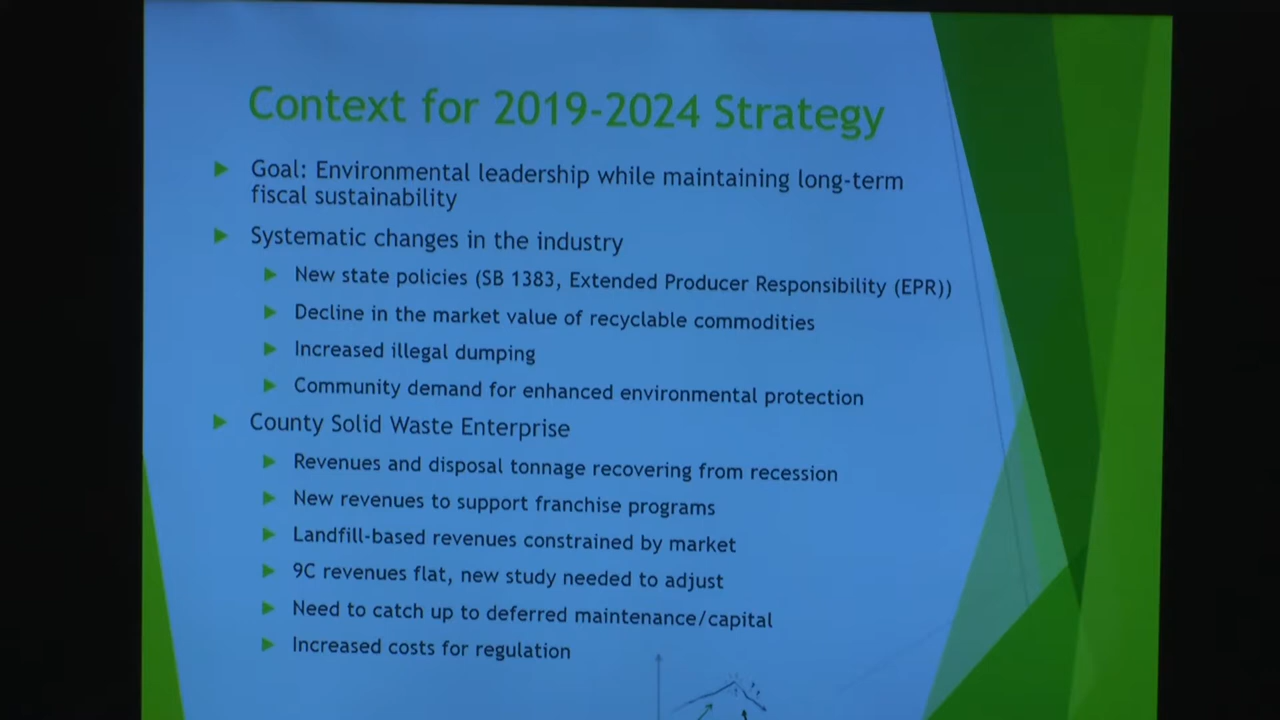 Context for 2019-2024 Strategy
Goal: Environmental leadership while maintaining long-term
fiscal sustainability
Systematic changes in the industry
New state policies (SB 1383, Extended Producer Responsibility (EPR))
Decline in the market value of recyclable commodities
Increased illegal dumping
Community demand for enhanced environmental protection
County Solid Waste Enterprise
Revenues and disposal tonnage recovering from recession
New revenues to support franchise programs
Landfill-based revenues constrained by market
9C revenues flat, new study needed to adjust
Need to catch up to deferred maintenance/capital
Increased costs for regulation